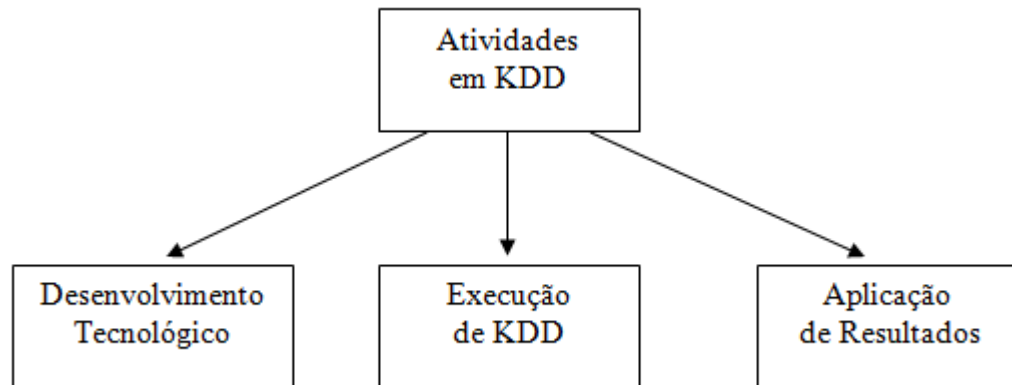 Atividades
em KDD
Desenvolvimento
Tecnológico
Execução
de KDD
Aplicação
de Resultados